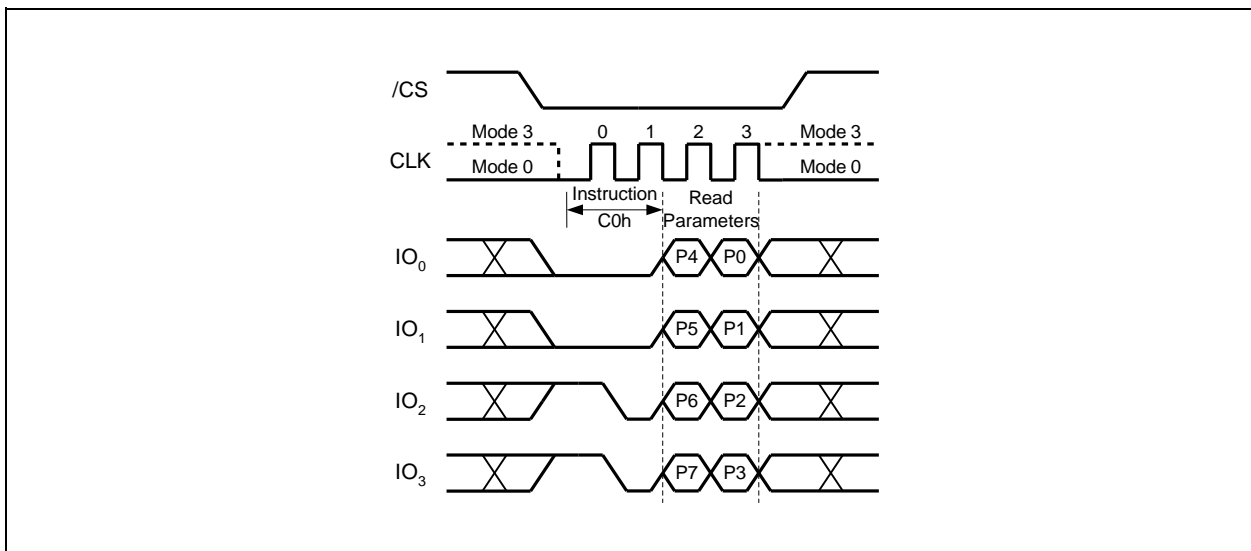 /CS
Mode 3 0 1 2 3 Mode 3
CLK
Mode 0 Mode 0
Instruction Read
C0h Parameters
IO0 P4 P0
IO1 P5 P1
IO2 P6 P2
IO3 P7 P3